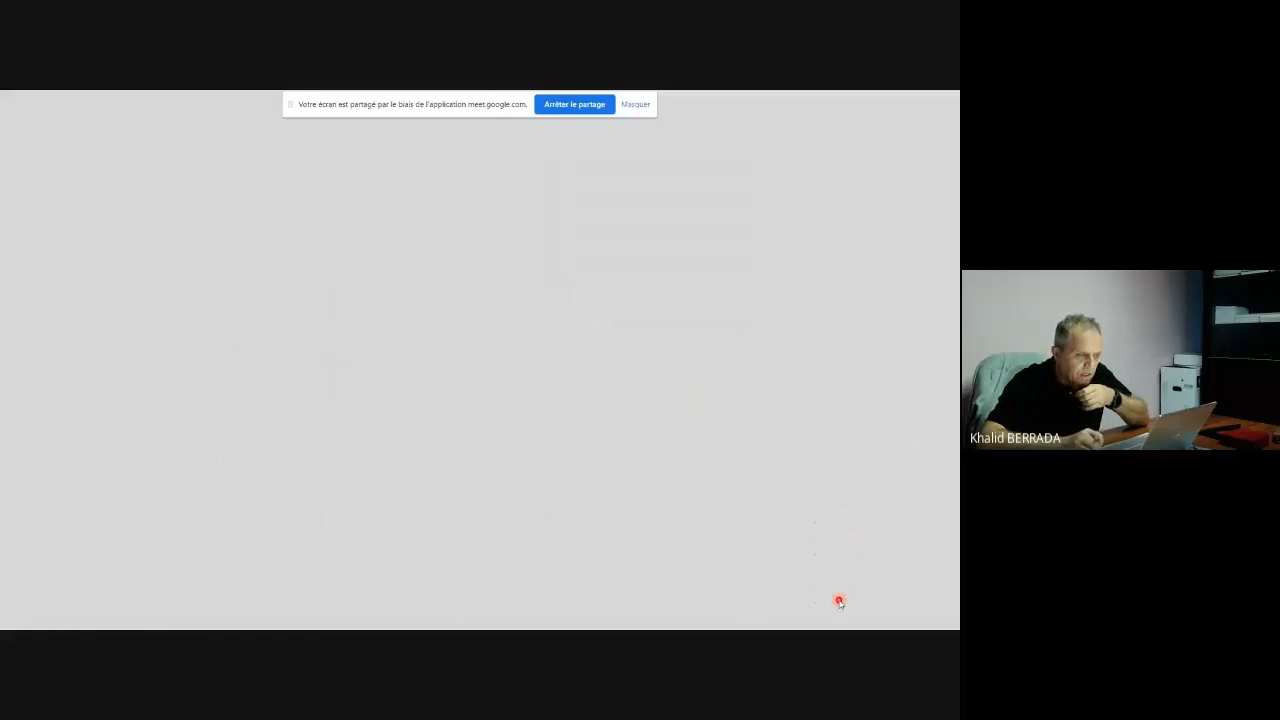 Votre écran est partagé par le biais de l'application meet.google.com.
Arrêter le partage
Masquer
Khalid BERRADA